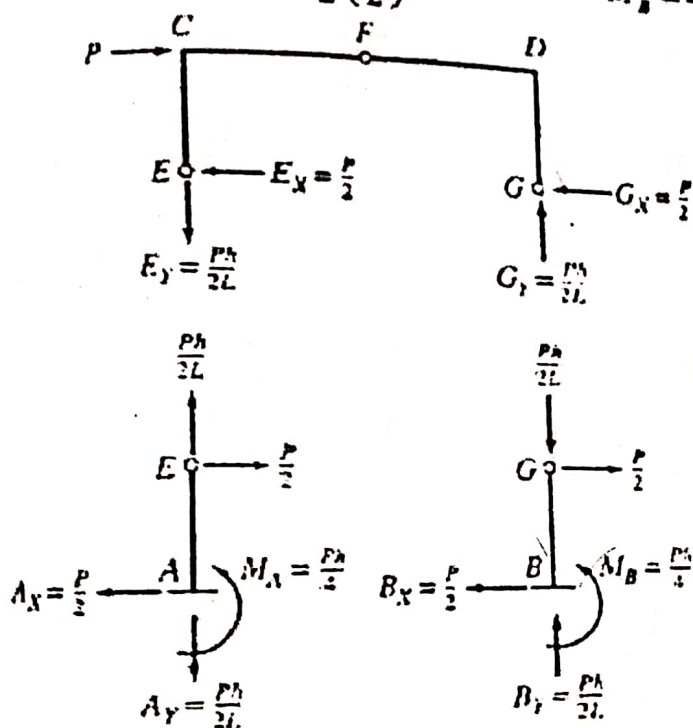 C F D
P
E E_X = P/2
G G_X = P/2
E_Y = Ph/2L
G_Y = Ph/2L
Ph/2L Ph/2L
E P/2 G P/2
A_X = P/2 A M_A = Ph/4 B_X = P/2 B M_B = Ph/4
A_Y = Ph/2L B_Y = Ph/2L